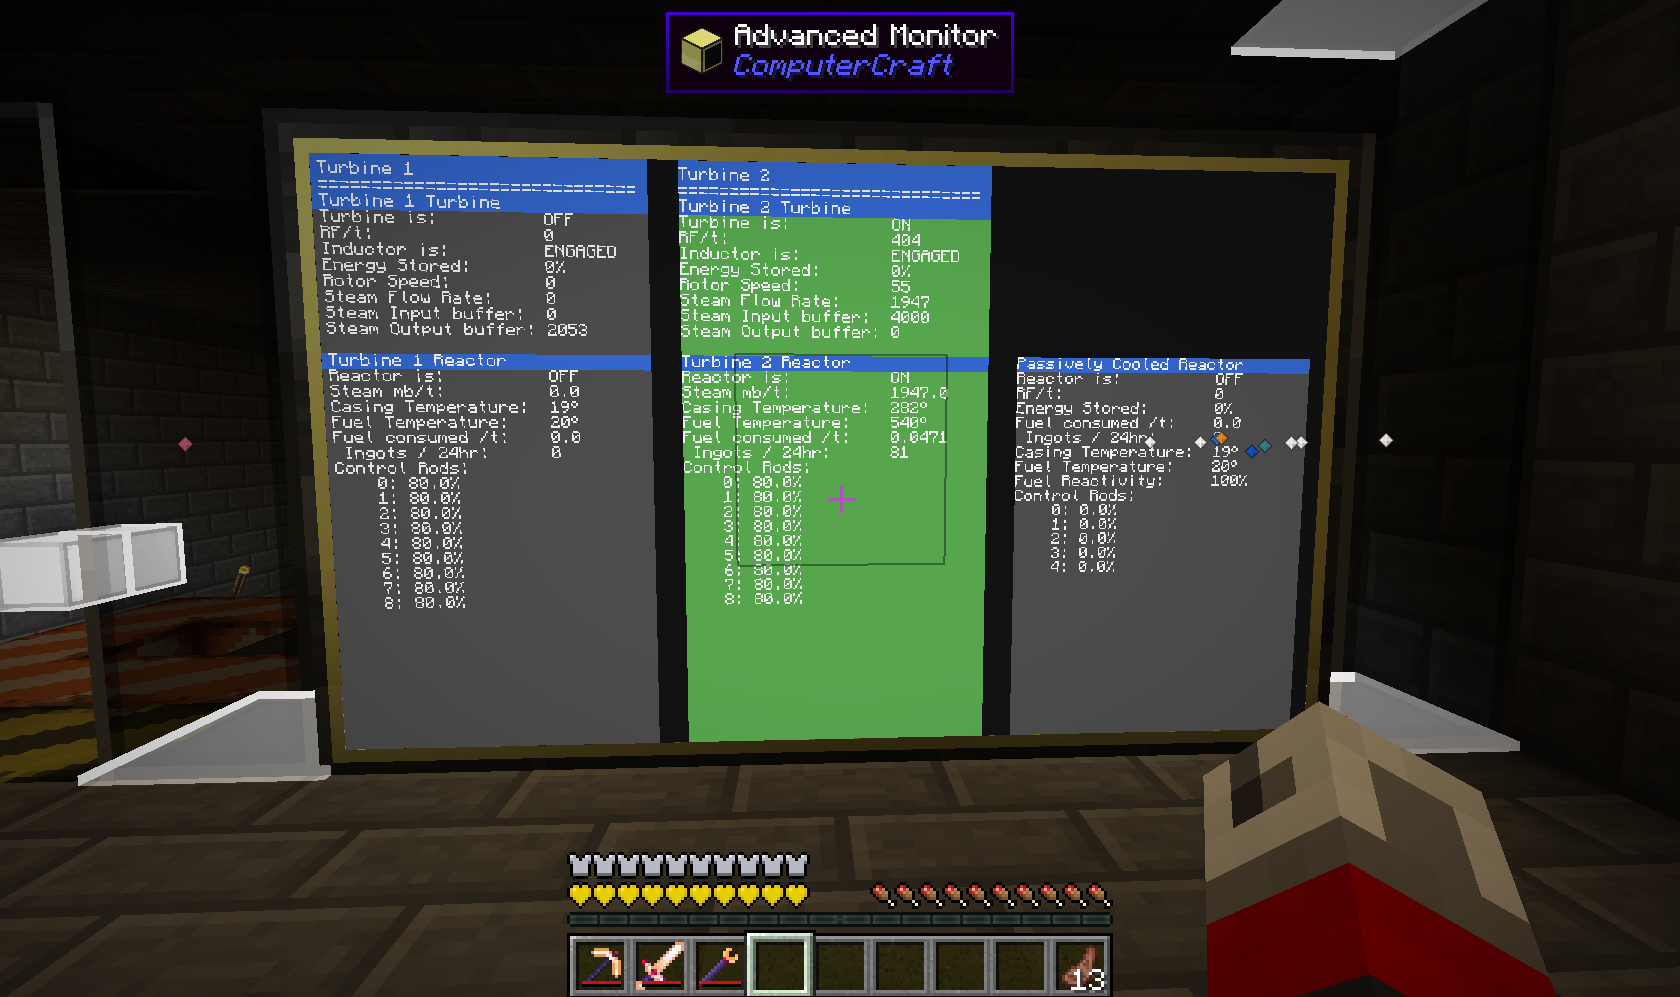 Advanced Monitor
ComputerCraft
Turbine 1
===============================
Turbine 1 Turbine
Turbine is: OFF
RF/t: 0
Inductor is: ENGAGED
Energy Stored: 0%
Rotor Speed: 0
Steam Flow Rate: 0
Steam Input buffer: 0
Steam Output buffer: 2053
Turbine 1 Reactor
Reactor is: OFF
Steam mb/t: 0.0
Casing Temperature: 19°
Fuel Temperature: 20°
Fuel consumed /t: 0.0
Ingots / 24hr: 0
Control Rods:
0: 80.0%
1: 80.0%
2: 80.0%
3: 80.0%
4: 80.0%
5: 80.0%
6: 80.0%
7: 80.0%
8: 80.0%
Turbine 2
===============================
Turbine 2 Turbine
Turbine is: ON
RF/t: 404
Inductor is: ENGAGED
Energy Stored: 0%
Rotor Speed: 55
Steam Flow Rate: 1947
Steam Input buffer: 4000
Steam Output buffer: 0
Turbine 2 Reactor
Reactor is: ON
Steam mb/t: 1947.0
Casing Temperature: 282°
Fuel Temperature: 540°
Fuel consumed /t: 0.0471
Ingots / 24hr: 81
Control Rods:
0: 80.0%
1: 80.0%
2: 80.0%
3: 80.0%
4: 80.0%
5: 80.0%
6: 80.0%
7: 80.0%
8: 80.0%
Passively Cooled Reactor
Reactor is: OFF
RF/t: 0
Energy Stored: 0%
Fuel consumed /t: 0.0
Ingots / 24hr:
Casing Temperature: 19°
Fuel Temperature: 20°
Fuel Reactivity: 100%
Control Rods:
0: 0.0%
1: 0.0%
2: 0.0%
3: 0.0%
4: 0.0%
13